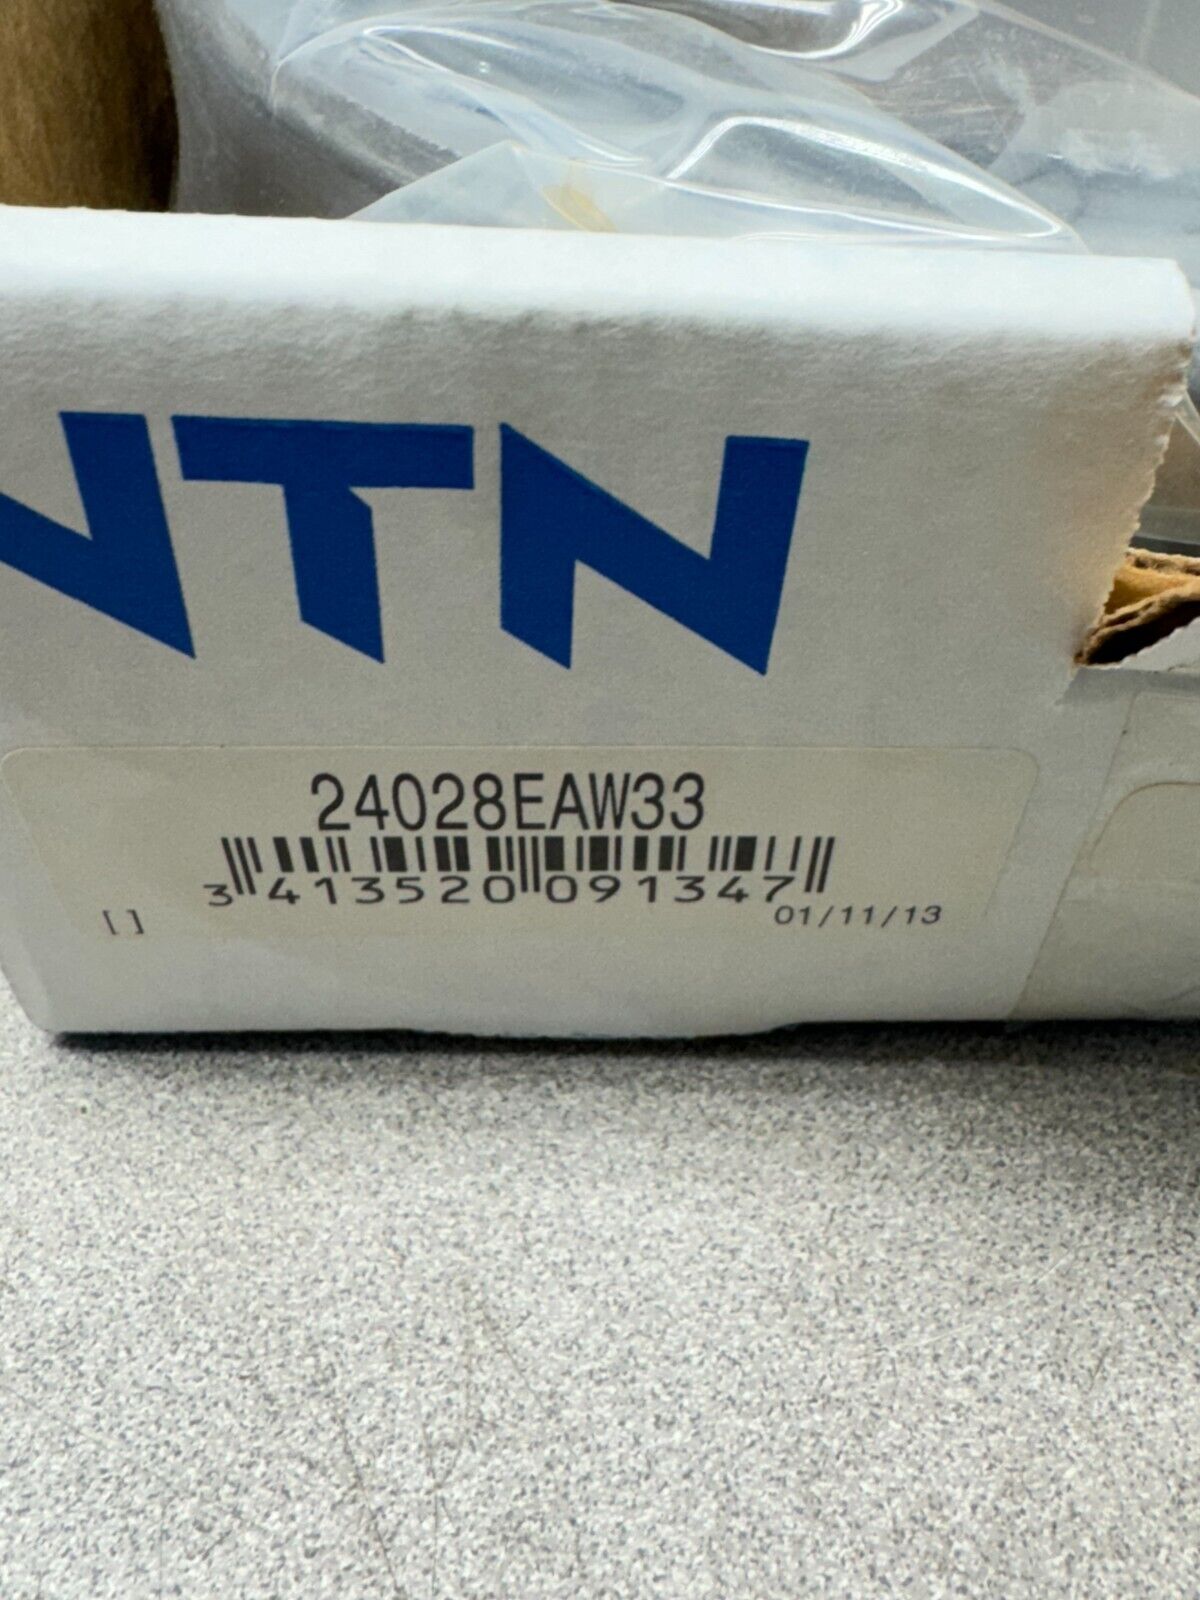 NTN
24028EAW33
3 413520 091347
[ ] 01/11/13